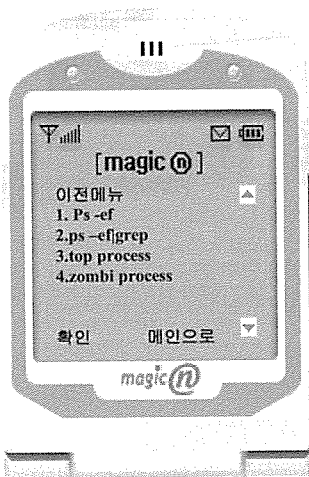 [magic ⓝ]
이전메뉴
1. Ps -ef
2.ps –ef|grep
3.top process
4.zombi process
확인 메인으로
magic ⓝ